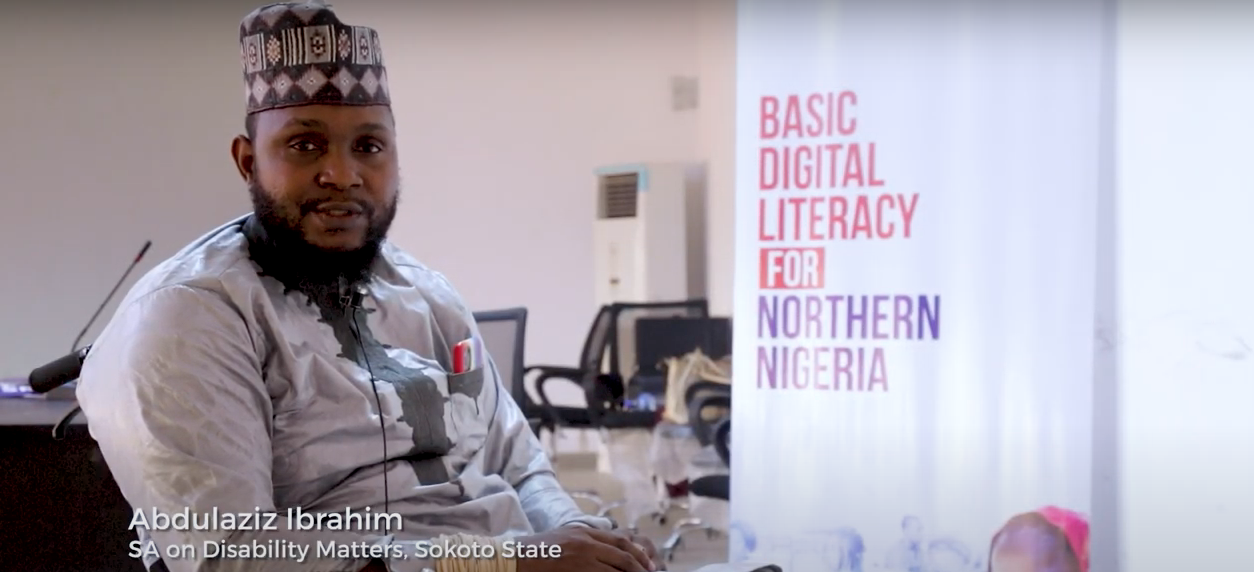 BASIC
DIGITAL
LITERACY
FOR
NORTHERN
NIGERIA
Abdulaziz Ibrahim
SA on Disability Matters, Sokoto State